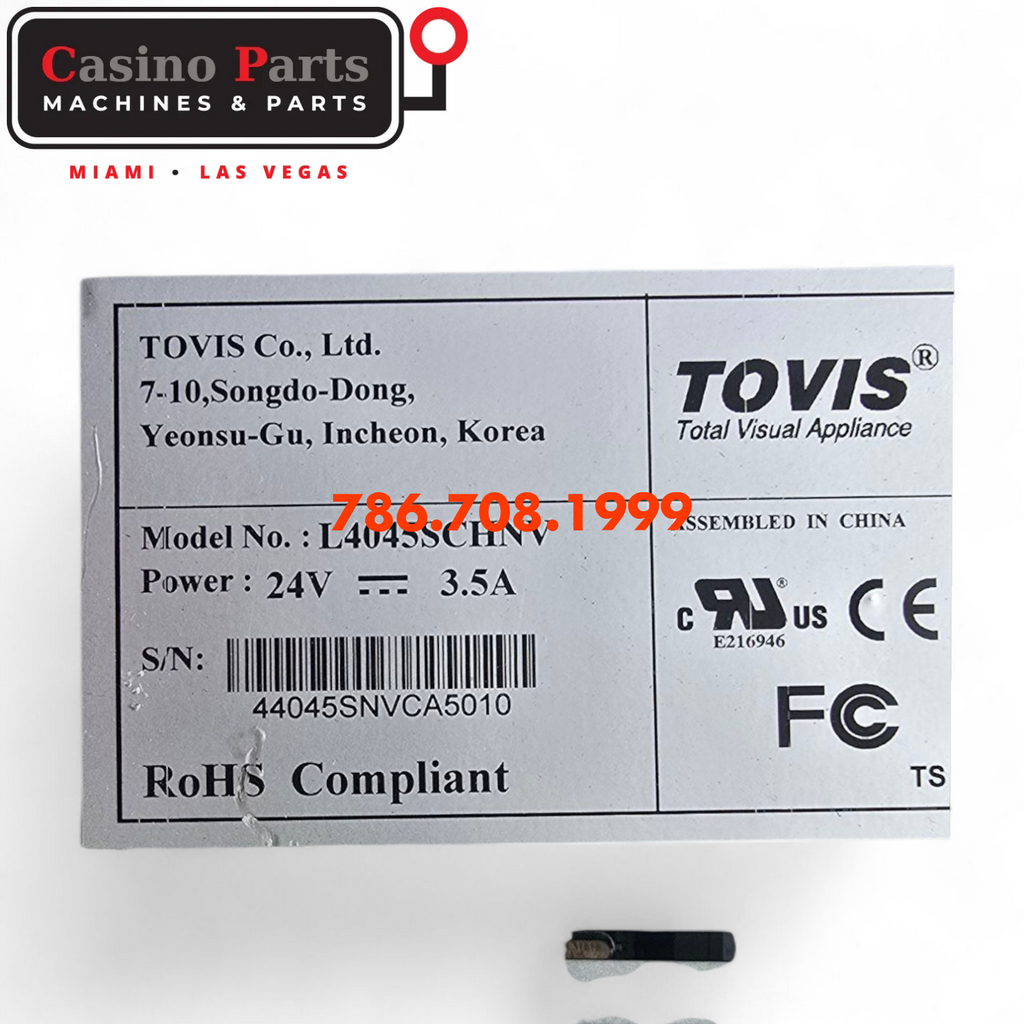 Casino Parts
MACHINES & PARTS
MIAMI • LAS VEGAS
TOVIS Co., Ltd.
7-10,Songdo-Dong,
Yeonsu-Gu, Incheon, Korea
TOVIS®
Total Visual Appliance
786.708.1999
Model No. : L4045SCHNV
Power : 24V 3.5A
S/N:
44045SNVCA5010
RoHS Compliant
ASSEMBLED IN CHINA
c RU® US CE
E216946
FC
TS